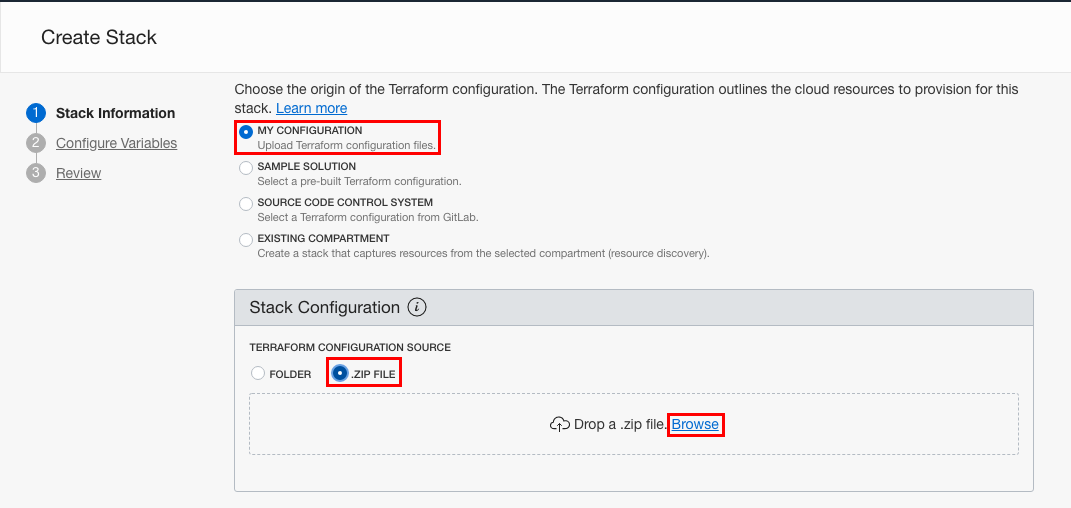 Create Stack
1 Stack Information
2 Configure Variables
3 Review
Choose the origin of the Terraform configuration. The Terraform configuration outlines the cloud resources to provision for this
stack. Learn more
MY CONFIGURATION
Upload Terraform configuration files.
SAMPLE SOLUTION
Select a pre-built Terraform configuration.
SOURCE CODE CONTROL SYSTEM
Select a Terraform configuration from GitLab.
EXISTING COMPARTMENT
Create a stack that captures resources from the selected compartment (resource discovery).
Stack Configuration i
TERRAFORM CONFIGURATION SOURCE
FOLDER .ZIP FILE
Drop a .zip file. Browse